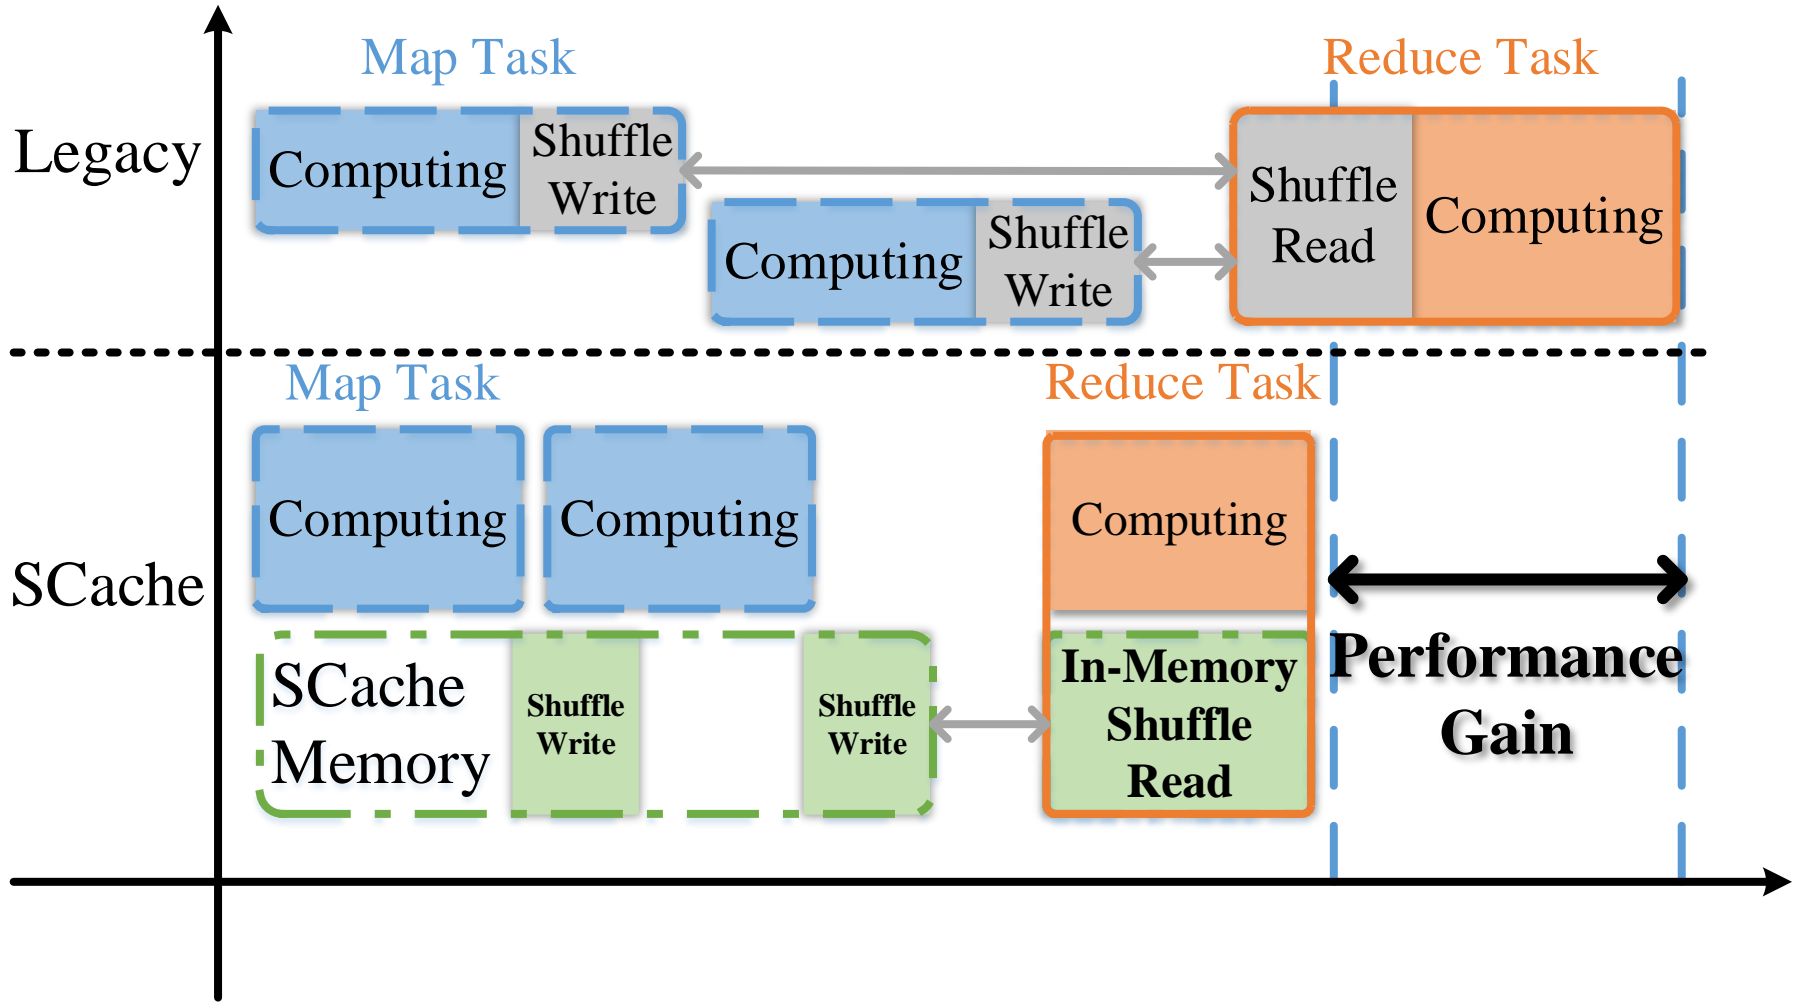 Map Task
Reduce Task
Legacy
Computing
Shuffle
Write
Computing
Shuffle
Write
Shuffle
Read
Computing
Map Task
Reduce Task
SCache
Computing
Computing
Computing
SCache
Memory
Shuffle
Write
Shuffle
Write
In-Memory
Shuffle
Read
Performance
Gain